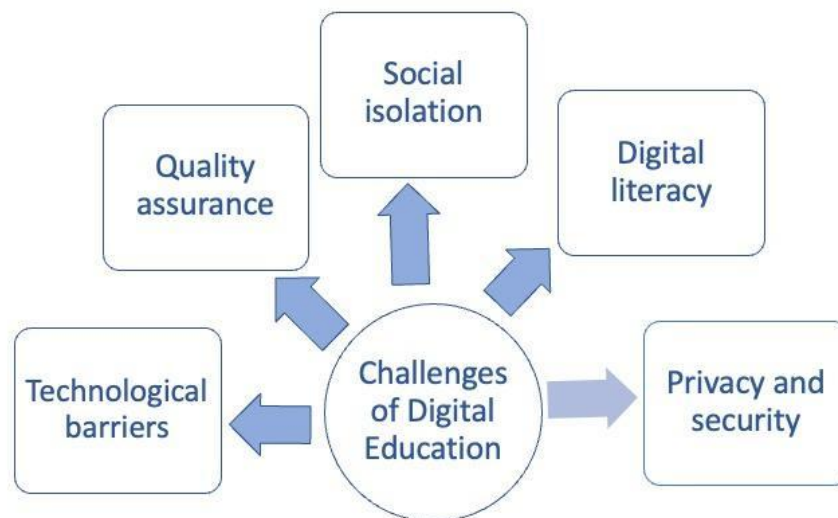 Social
isolation
Quality
assurance
Digital
literacy
Technological
barriers
Challenges
of Digital
Education
Privacy and
security